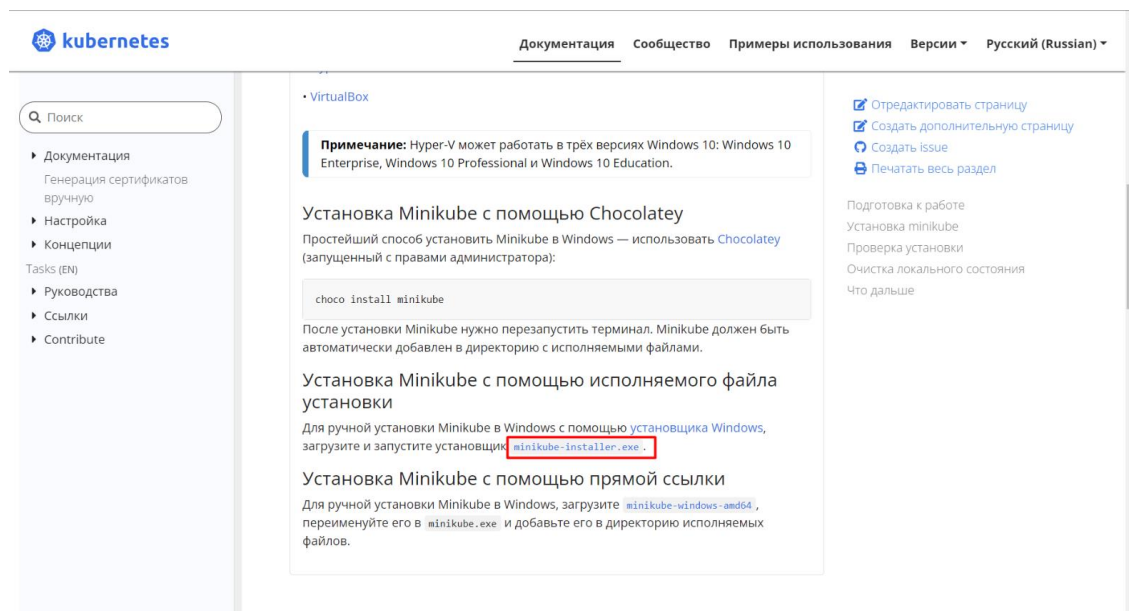 kubernetes
Документация Сообщество Примеры использования Версии Русский (Russian)
Поиск
Документация
Генерация сертификатов
вручную
Настройка
Концепции
Tasks (EN)
Руководства
Ссылки
Contribute
• VirtualBox
Примечание: Hyper-V может работать в трёх версиях Windows 10: Windows 10
Enterprise, Windows 10 Professional и Windows 10 Education.
Установка Minikube с помощью Chocolatey
Простейший способ установить Minikube в Windows — использовать Chocolatey
(запущенный с правами администратора):
choco install minikube
После установки Minikube нужно перезапустить терминал. Minikube должен быть
автоматически добавлен в директорию с исполняемыми файлами.
Установка Minikube с помощью исполняемого файла
установки
Для ручной установки Minikube в Windows с помощью установщика Windows,
загрузите и запустите установщик minikube-installer.exe.
Установка Minikube с помощью прямой ссылки
Для ручной установки Minikube в Windows, загрузите minikube-windows-amd64,
переименуйте его в minikube.exe и добавьте его в директорию исполняемых
файлов.
Отредактировать страницу
Создать дополнительную страницу
Создать issue
Печатать весь раздел
Подготовка к работе
Установка minikube
Проверка установки
Очистка локального состояния
Что дальше